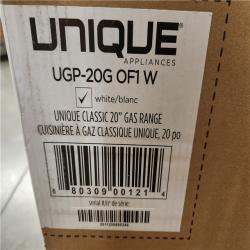 UNIQUE
APPLIANCES
UGP-20G OF1 W
white/blanc
UNIQUE CLASSIC 20" GAS RANGE
CUISINIÈRE À GAZ CLASSIQUE UNIQUE, 20 po
6 80309 00121 4
serial #/nº de série: